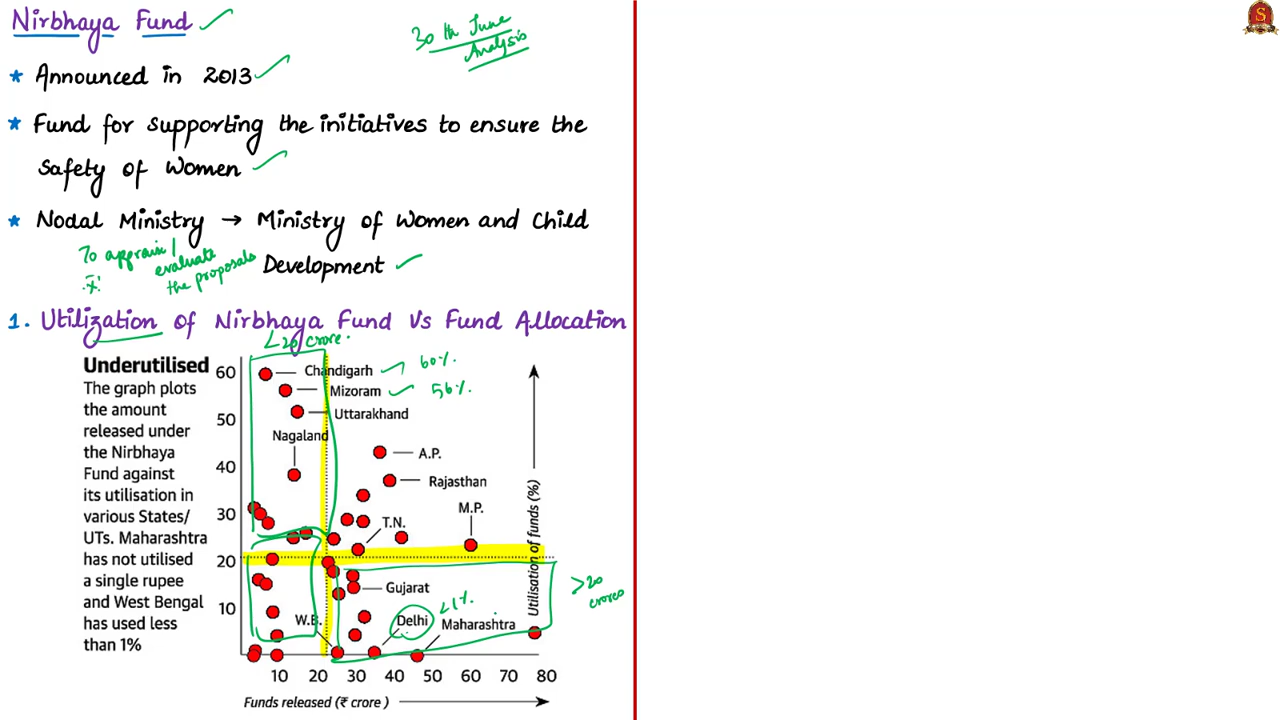 Nirbhaya Fund
30th June
Analysis
* Announced in 2013
* Fund for supporting the initiatives to ensure the
Safety of Women
* Nodal Ministry → Ministry of Women and Child
Development
To appraise /
evaluate
the proposals
1. Utilization of Nirbhaya Fund Vs Fund Allocation
<20 crore.
Underutilised
The graph plots
the amount
released under
the Nirbhaya
Fund against
its utilisation in
various States/
UTs. Maharashtra
has not utilised
a single rupee
and West Bengal
has used less
than 1%
60
50
40
30
20
10
Chandigarh
60%.
Mizoram
56%.
Uttarakhand
Nagaland
A.P.
Rajasthan
M.P.
T.N.
Gujarat
W.B.
Delhi
<1%.
Maharashtra
>20
crores
Utilisation of funds (%)
10 20 30 40 50 60 70 80
Funds released (₹ crore)
S